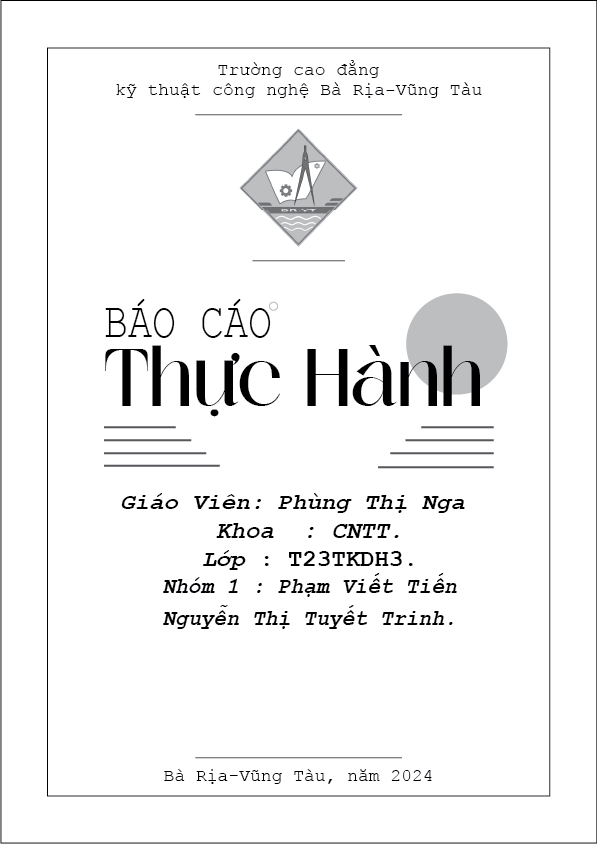 Trường cao đẳng
kỹ thuật công nghệ Bà Rịa-Vũng Tàu
BR VT
BÁO CÁO
Thực Hành
Giáo Viên: Phùng Thị Nga
Khoa : CNTT.
Lớp : T23TKDH3.
Nhóm 1 : Phạm Viết Tiến
Nguyễn Thị Tuyết Trinh.
Bà Rịa-Vũng Tàu, năm 2024